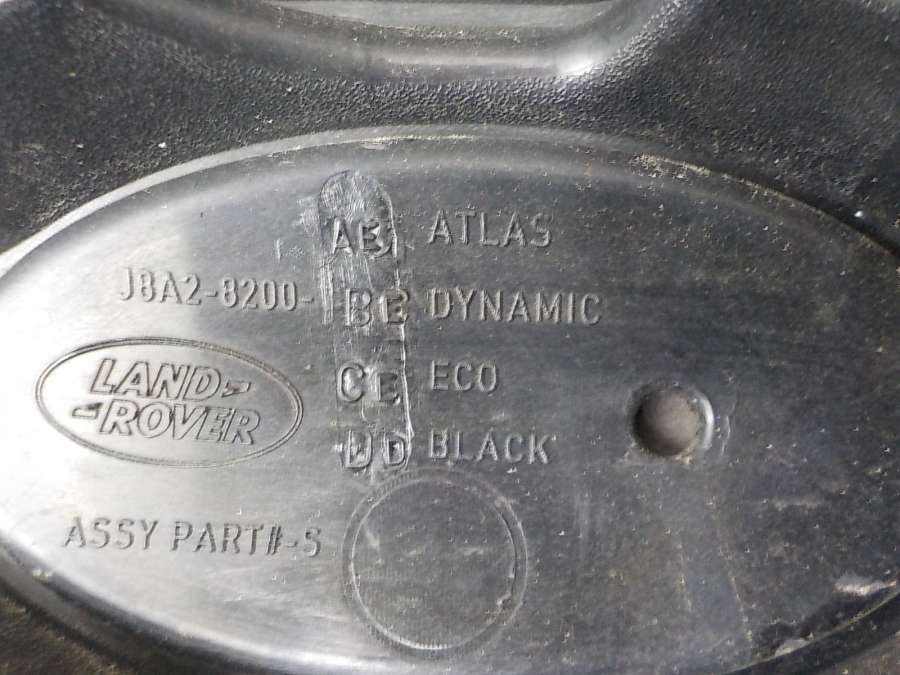 AB ATLAS
J8A2-8200- BE DYNAMIC
CE ECO
DD BLACK
LAND-
-ROVER
ASSY PART#-S